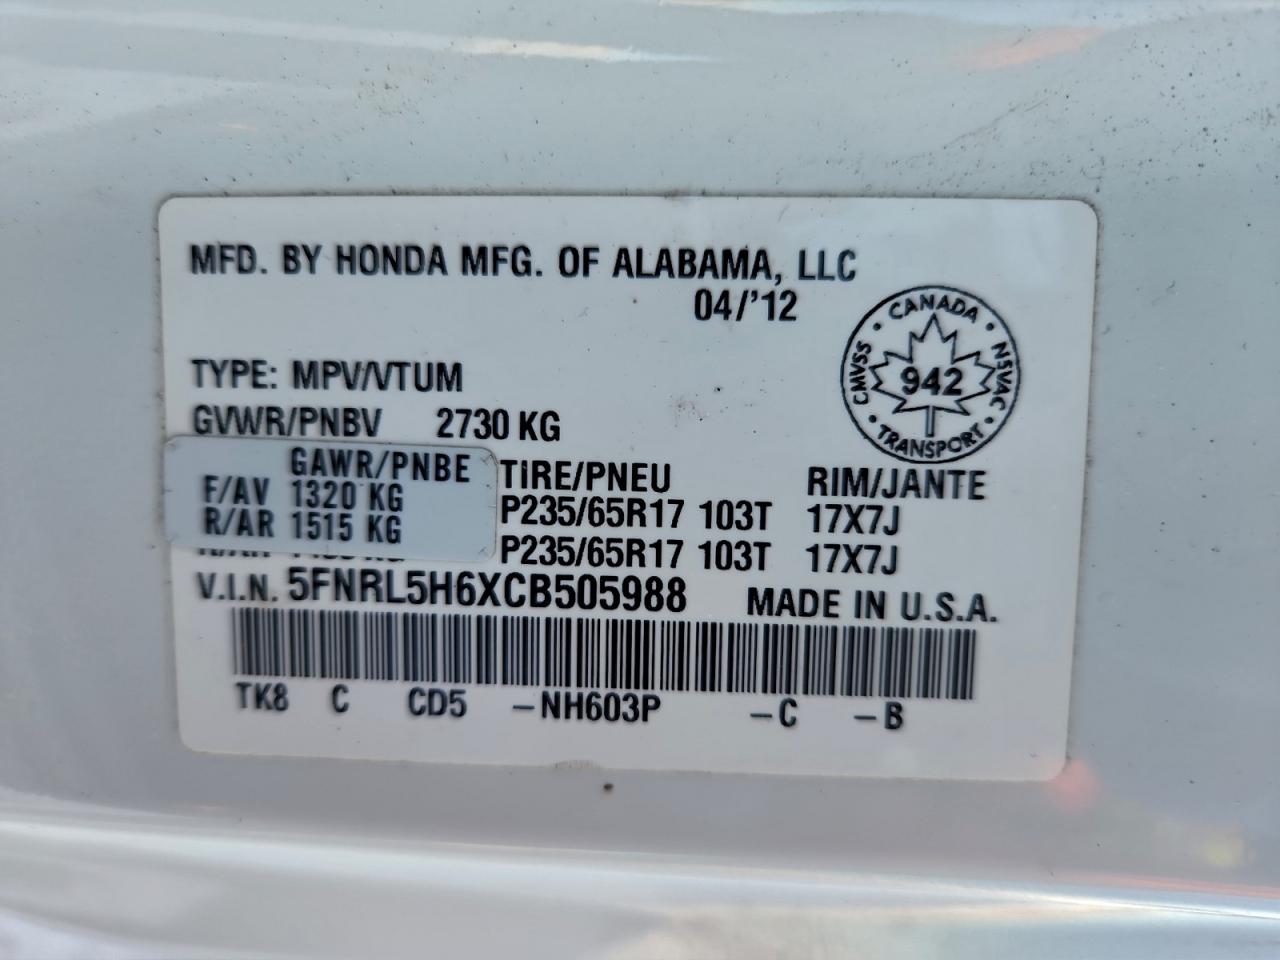 MFD. BY HONDA MFG. OF ALABAMA, LLC
04/'12
CANADA
CMVSS
NSVAC
942
TRANSPORT
TYPE: MPV/VTUM
GVWR/PNBV 2730 KG
GAWR/PNBE TIRE/PNEU RIM/JANTE
F/AV 1320 KG P235/65R17 103T 17X7J
R/AR 1515 KG P235/65R17 103T 17X7J
V.I.N. 5FNRL5H6XCB505988 MADE IN U.S.A.
TK8 C CD5 -NH603P -C -B